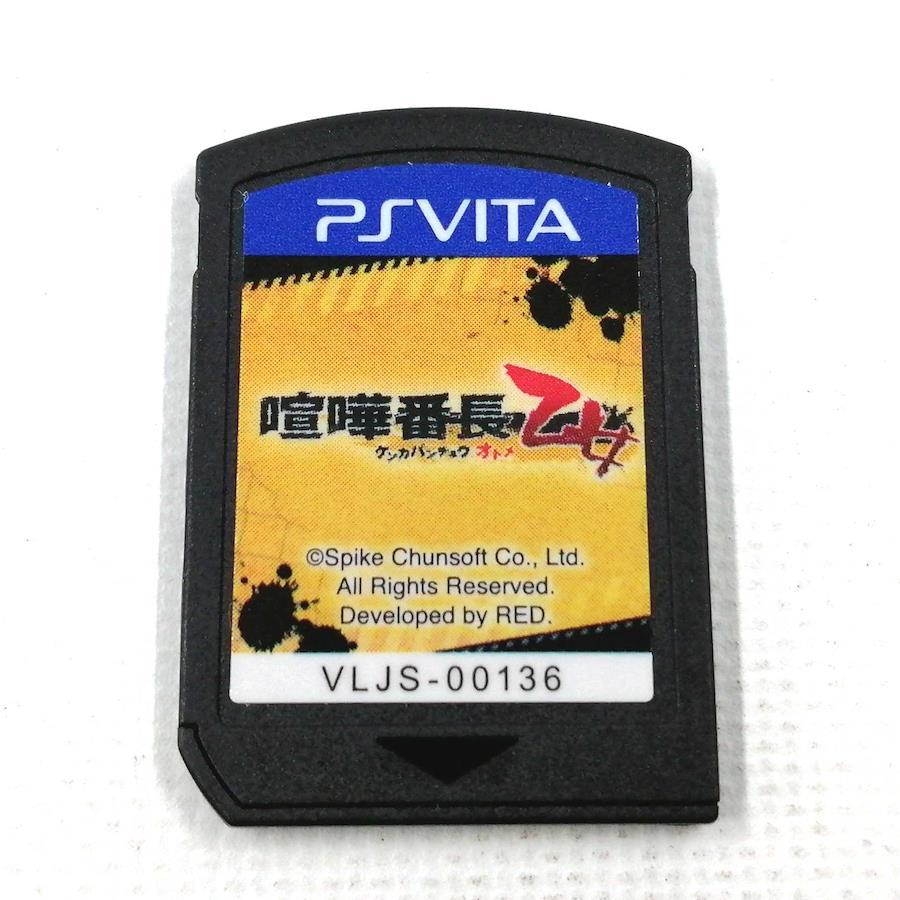 PSVITA
喧嘩番長乙女
ケンカバンチョウ オトメ
©Spike Chunsoft Co., Ltd.
All Rights Reserved.
Developed by RED.
VLJS-00136